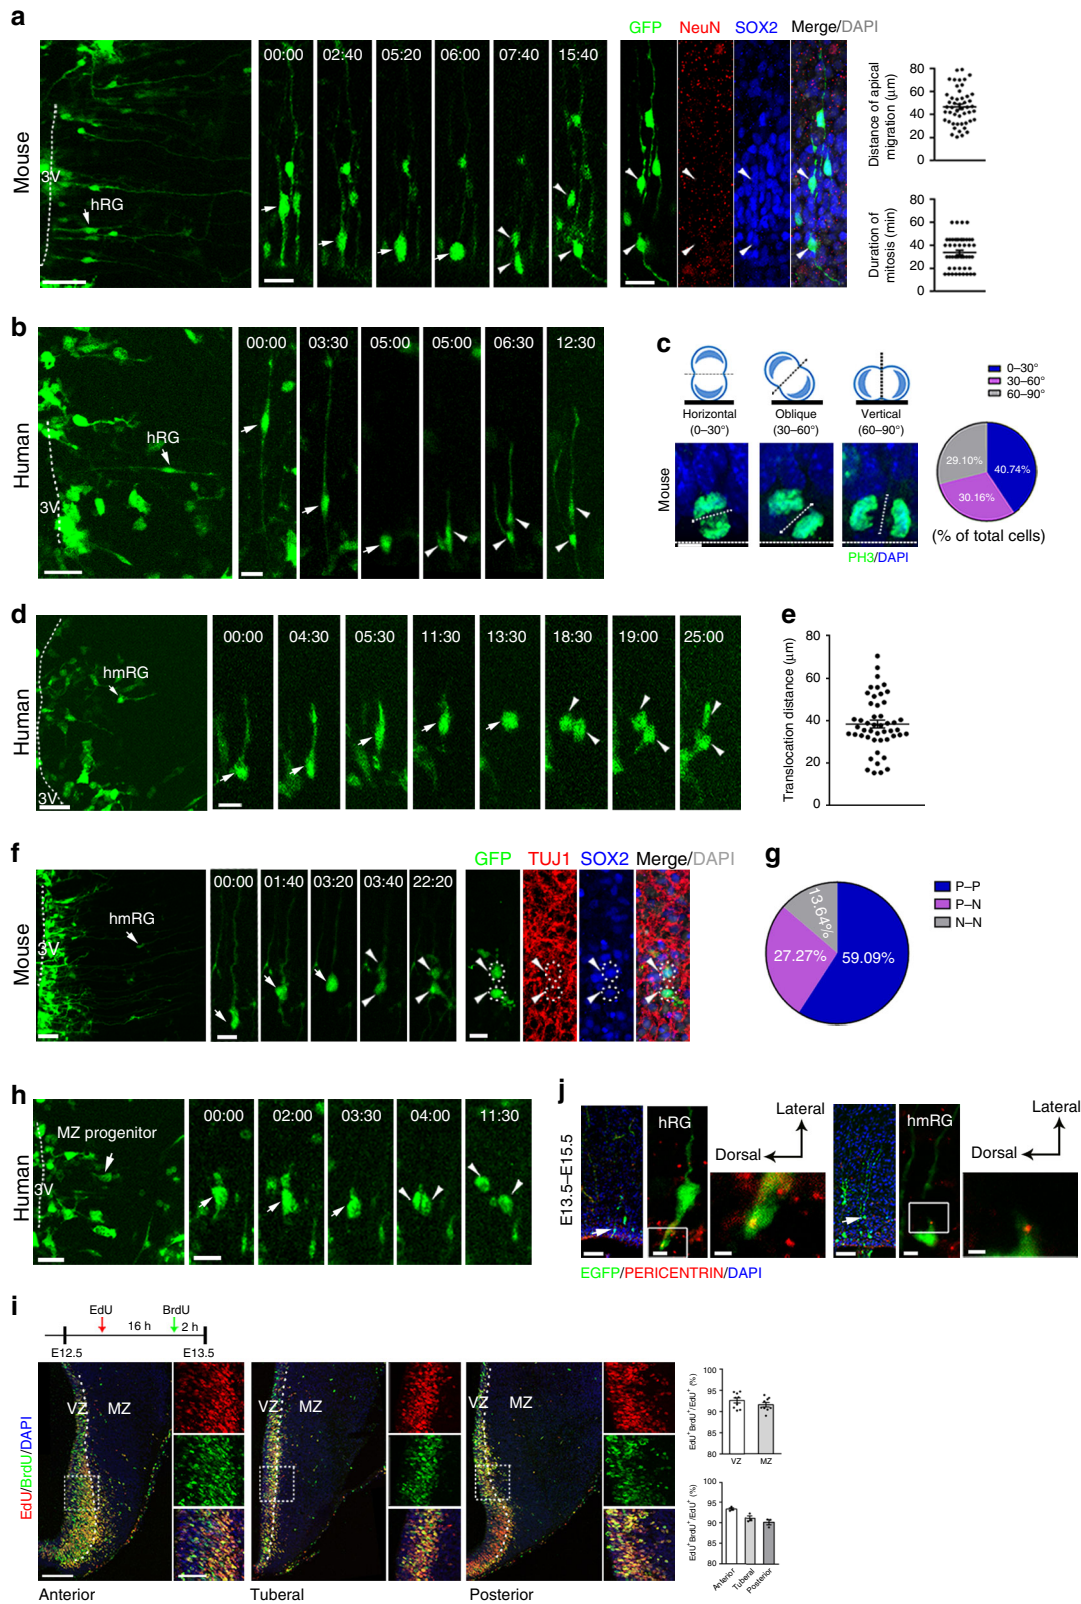 a
GFP NeuN SOX2 Merge/DAPI
Mouse
3V
hRG
00:00 02:40 05:20 06:00 07:40 15:40
Distance of apical
migration (μm)
80
60
40
20
0
Duration of
mitosis (min)
80
60
40
20
0
b
Human
3V
hRG
00:00 03:30 05:00 05:00 06:30 12:30
c
Horizontal
(0–30°)
Oblique
(30–60°)
Vertical
(60–90°)
Mouse
PH3/DAPI
0–30°
30–60°
60–90°
29.10%
40.74%
30.16%
(% of total cells)
d
Human
hmRG
3V
00:00 04:30 05:30 11:30 13:30 18:30 19:00 25:00
e
Translocation distance (μm)
80
60
40
20
0
f
Mouse
hmRG
3V
00:00 01:40 03:20 03:40 22:20
GFP TUJ1 SOX2 Merge/DAPI
g
13.64%
27.27%
59.09%
P–P
P–N
N–N
h
Human
MZ progenitor
3V
00:00 02:00 03:30 04:00 11:30
j
E13.5–E15.5
hRG
Lateral
Dorsal
hmRG
Lateral
Dorsal
EGFP/PERICENTRIN/DAPI
i
EdU BrdU
16 h 2 h
E12.5 E13.5
EdU/BrdU/DAPI
VZ MZ
VZ MZ
VZ MZ
Anterior Tuberal Posterior
EdU⁺BrdU⁺/EdU⁺ (%)
100
95
90
85
80
VZ MZ
EdU⁺BrdU⁺/EdU⁺ (%)
100
95
90
85
80
Anterior Tuberal Posterior